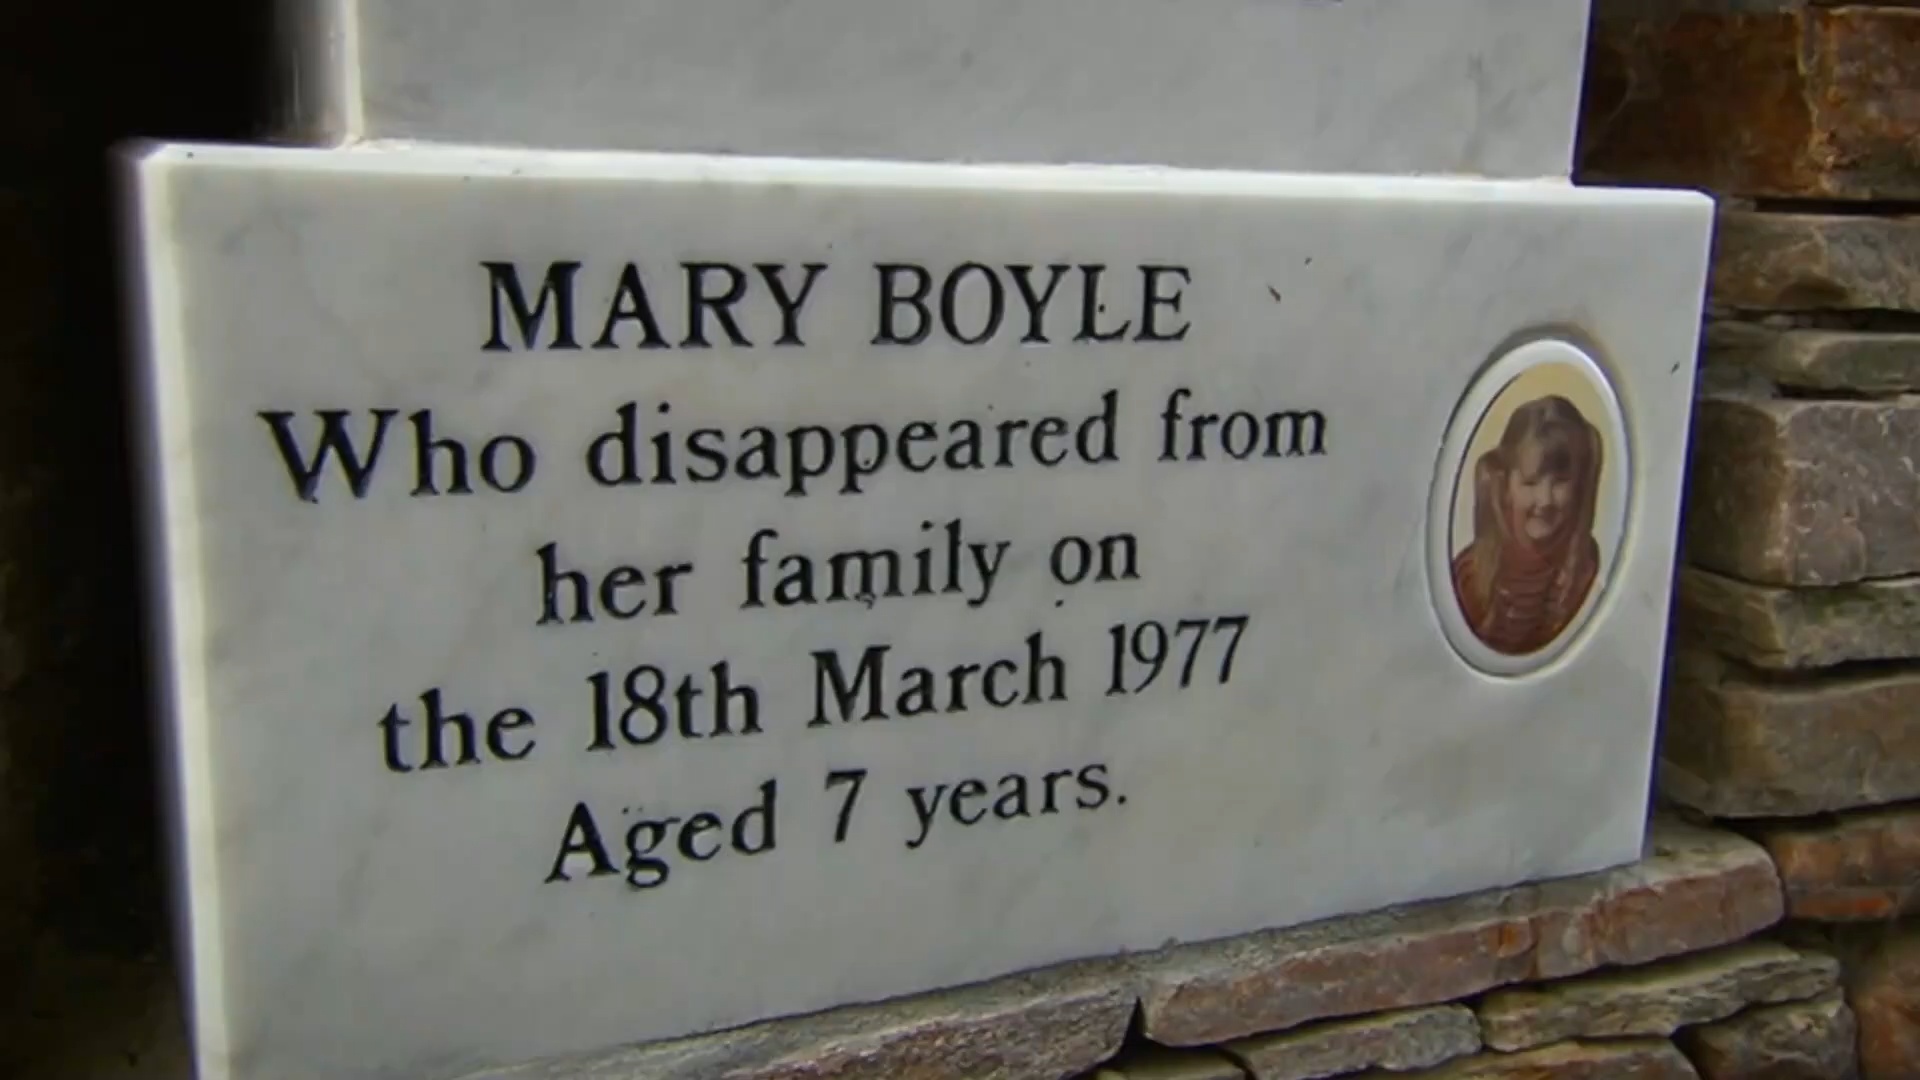 MARY BOYLE
Who disappeared from
her family on
the 18th March 1977
Aged 7 years.